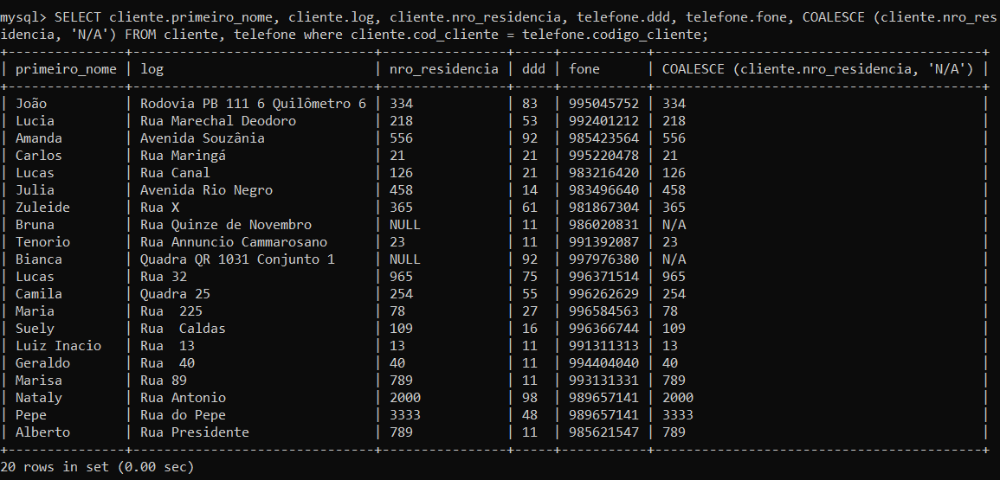 mysql> SELECT cliente.primeiro_nome, cliente.log, cliente.nro_residencia, telefone.ddd, telefone.fone, COALESCE (cliente.nro_res
idencia, 'N/A') FROM cliente, telefone where cliente.cod_cliente = telefone.codigo_cliente;
+---------------+-------------------------------+----------------+-----+-----------+-----------------------------------------+
| primeiro_nome | log                           | nro_residencia | ddd | fone      | COALESCE (cliente.nro_residencia, 'N/A') |
+---------------+-------------------------------+----------------+-----+-----------+-----------------------------------------+
| João          | Rodovia PB 111 6 Quilômetro 6 | 334            | 83  | 995045752 | 334                                     |
| Lucia         | Rua Marechal Deodoro          | 218            | 53  | 992401212 | 218                                     |
| Amanda        | Avenida Souzânia              | 556            | 92  | 985423564 | 556                                     |
| Carlos        | Rua Maringá                   | 21             | 21  | 995220478 | 21                                      |
| Lucas         | Rua Canal                     | 126            | 21  | 983216420 | 126                                     |
| Julia         | Avenida Rio Negro             | 458            | 14  | 983496640 | 458                                     |
| Zuleide       | Rua X                         | 365            | 61  | 981867304 | 365                                     |
| Bruna         | Rua Quinze de Novembro        | NULL           | 11  | 986020831 | N/A                                     |
| Tenorio       | Rua Annuncio Cammarosano      | 23             | 11  | 991392087 | 23                                      |
| Bianca        | Quadra QR 1031 Conjunto 1     | NULL           | 92  | 997976380 | N/A                                     |
| Lucas         | Rua 32                        | 965            | 75  | 996371514 | 965                                     |
| Camila        | Quadra 25                     | 254            | 55  | 996262629 | 254                                     |
| Maria         | Rua  225                      | 78             | 27  | 996584563 | 78                                      |
| Suely         | Rua  Caldas                   | 109            | 16  | 996366744 | 109                                     |
| Luiz Inacio   | Rua  13                       | 13             | 11  | 991311313 | 13                                      |
| Geraldo       | Rua  40                       | 40             | 11  | 994404040 | 40                                      |
| Marisa        | Rua 89                        | 789            | 11  | 993131331 | 789                                     |
| Nataly        | Rua Antonio                   | 2000           | 98  | 989657141 | 2000                                    |
| Pepe          | Rua do Pepe                   | 3333           | 48  | 989657141 | 3333                                    |
| Alberto       | Rua Presidente                | 789            | 11  | 985621547 | 789                                     |
+---------------+-------------------------------+----------------+-----+-----------+-----------------------------------------+
20 rows in set (0.00 sec)